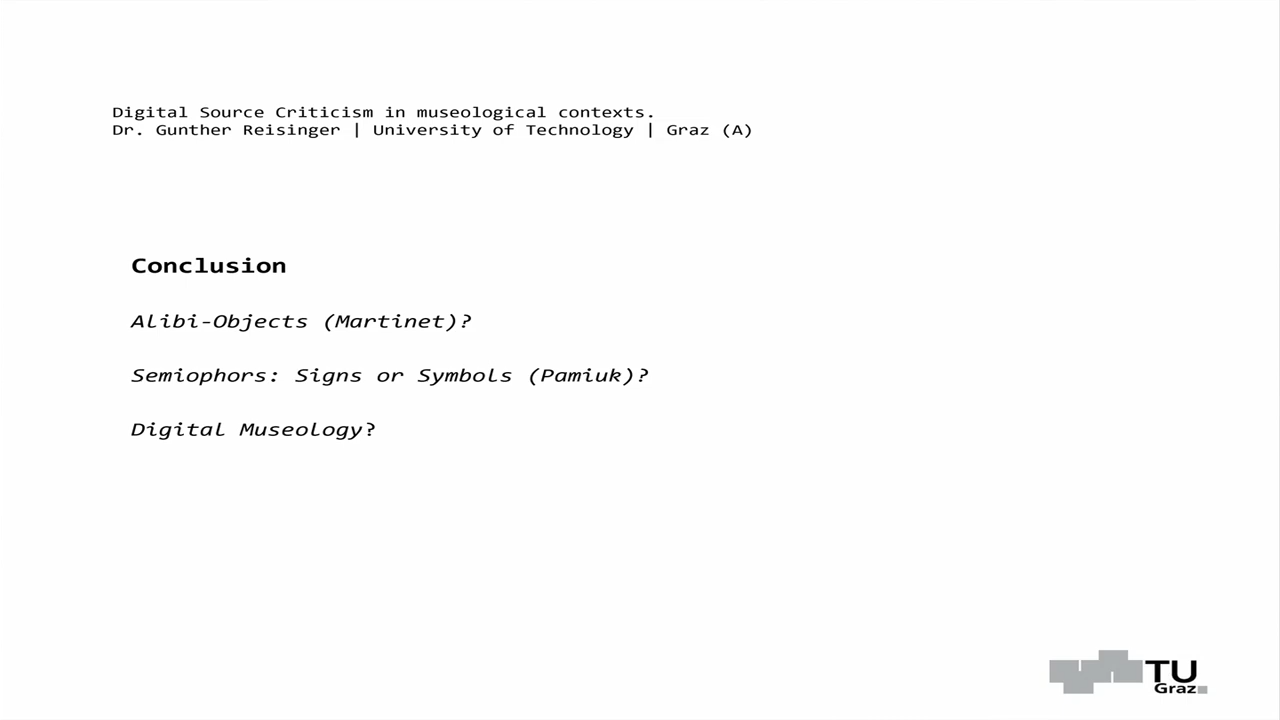 Digital Source Criticism in museological contexts.
Dr. Gunther Reisinger | University of Technology | Graz (A)
Conclusion
Alibi-Objects (Martinet)?
Semiophors: Signs or Symbols (Pamiuk)?
Digital Museology?
TU
Graz